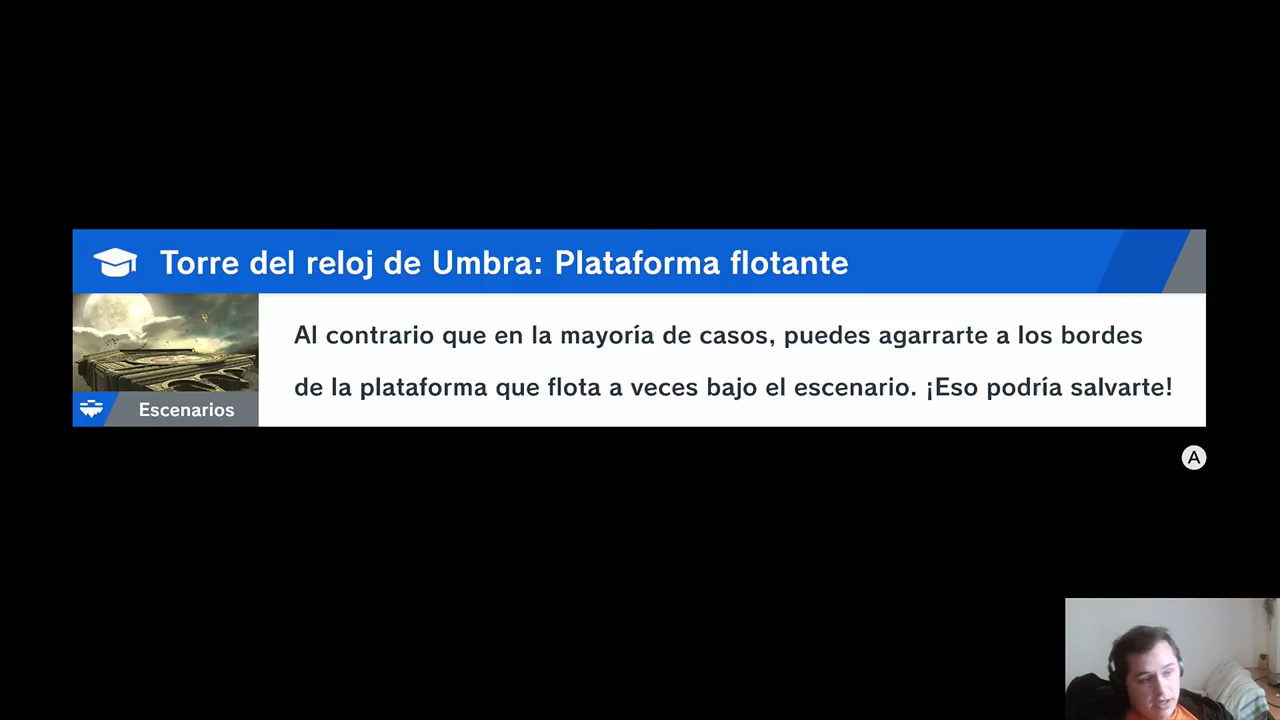 Torre del reloj de Umbra: Plataforma flotante
Al contrario que en la mayoría de casos, puedes agarrarte a los bordes
de la plataforma que flota a veces bajo el escenario. ¡Eso podría salvarte!
Escenarios
A